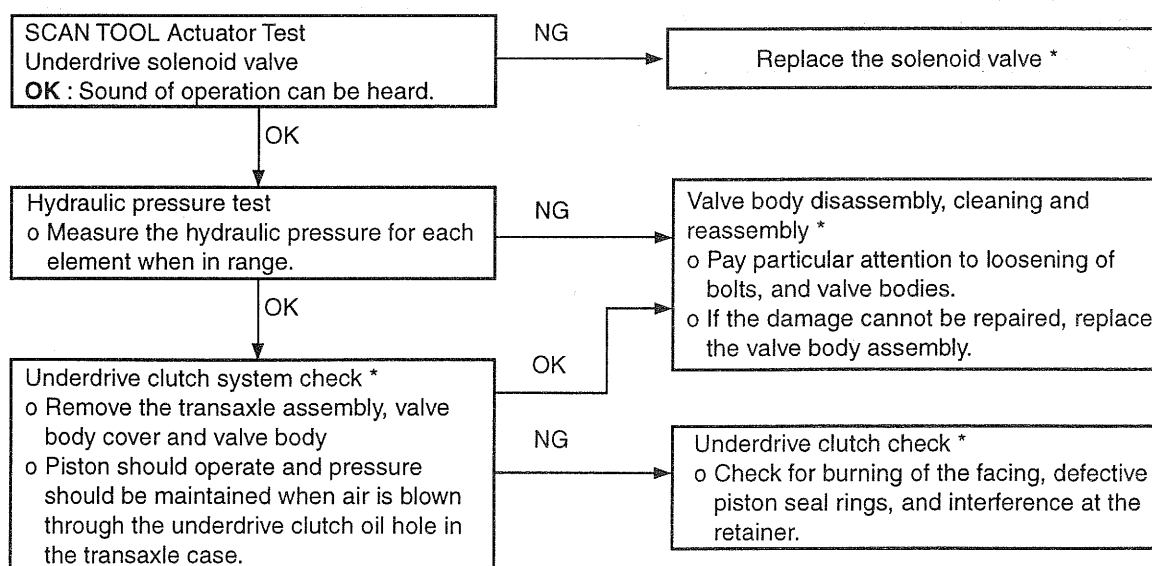 SCAN TOOL Actuator Test
Underdrive solenoid valve
OK : Sound of operation can be heard.
NG
Replace the solenoid valve *
OK
Hydraulic pressure test
o Measure the hydraulic pressure for each
element when in range.
NG
Valve body disassembly, cleaning and
reassembly *
o Pay particular attention to loosening of
bolts, and valve bodies.
o If the damage cannot be repaired, replace
the valve body assembly.
OK
Underdrive clutch system check *
o Remove the transaxle assembly, valve
body cover and valve body
o Piston should operate and pressure
should be maintained when air is blown
through the underdrive clutch oil hole in
the transaxle case.
OK
NG
Underdrive clutch check *
o Check for burning of the facing, defective
piston seal rings, and interference at the
retainer.